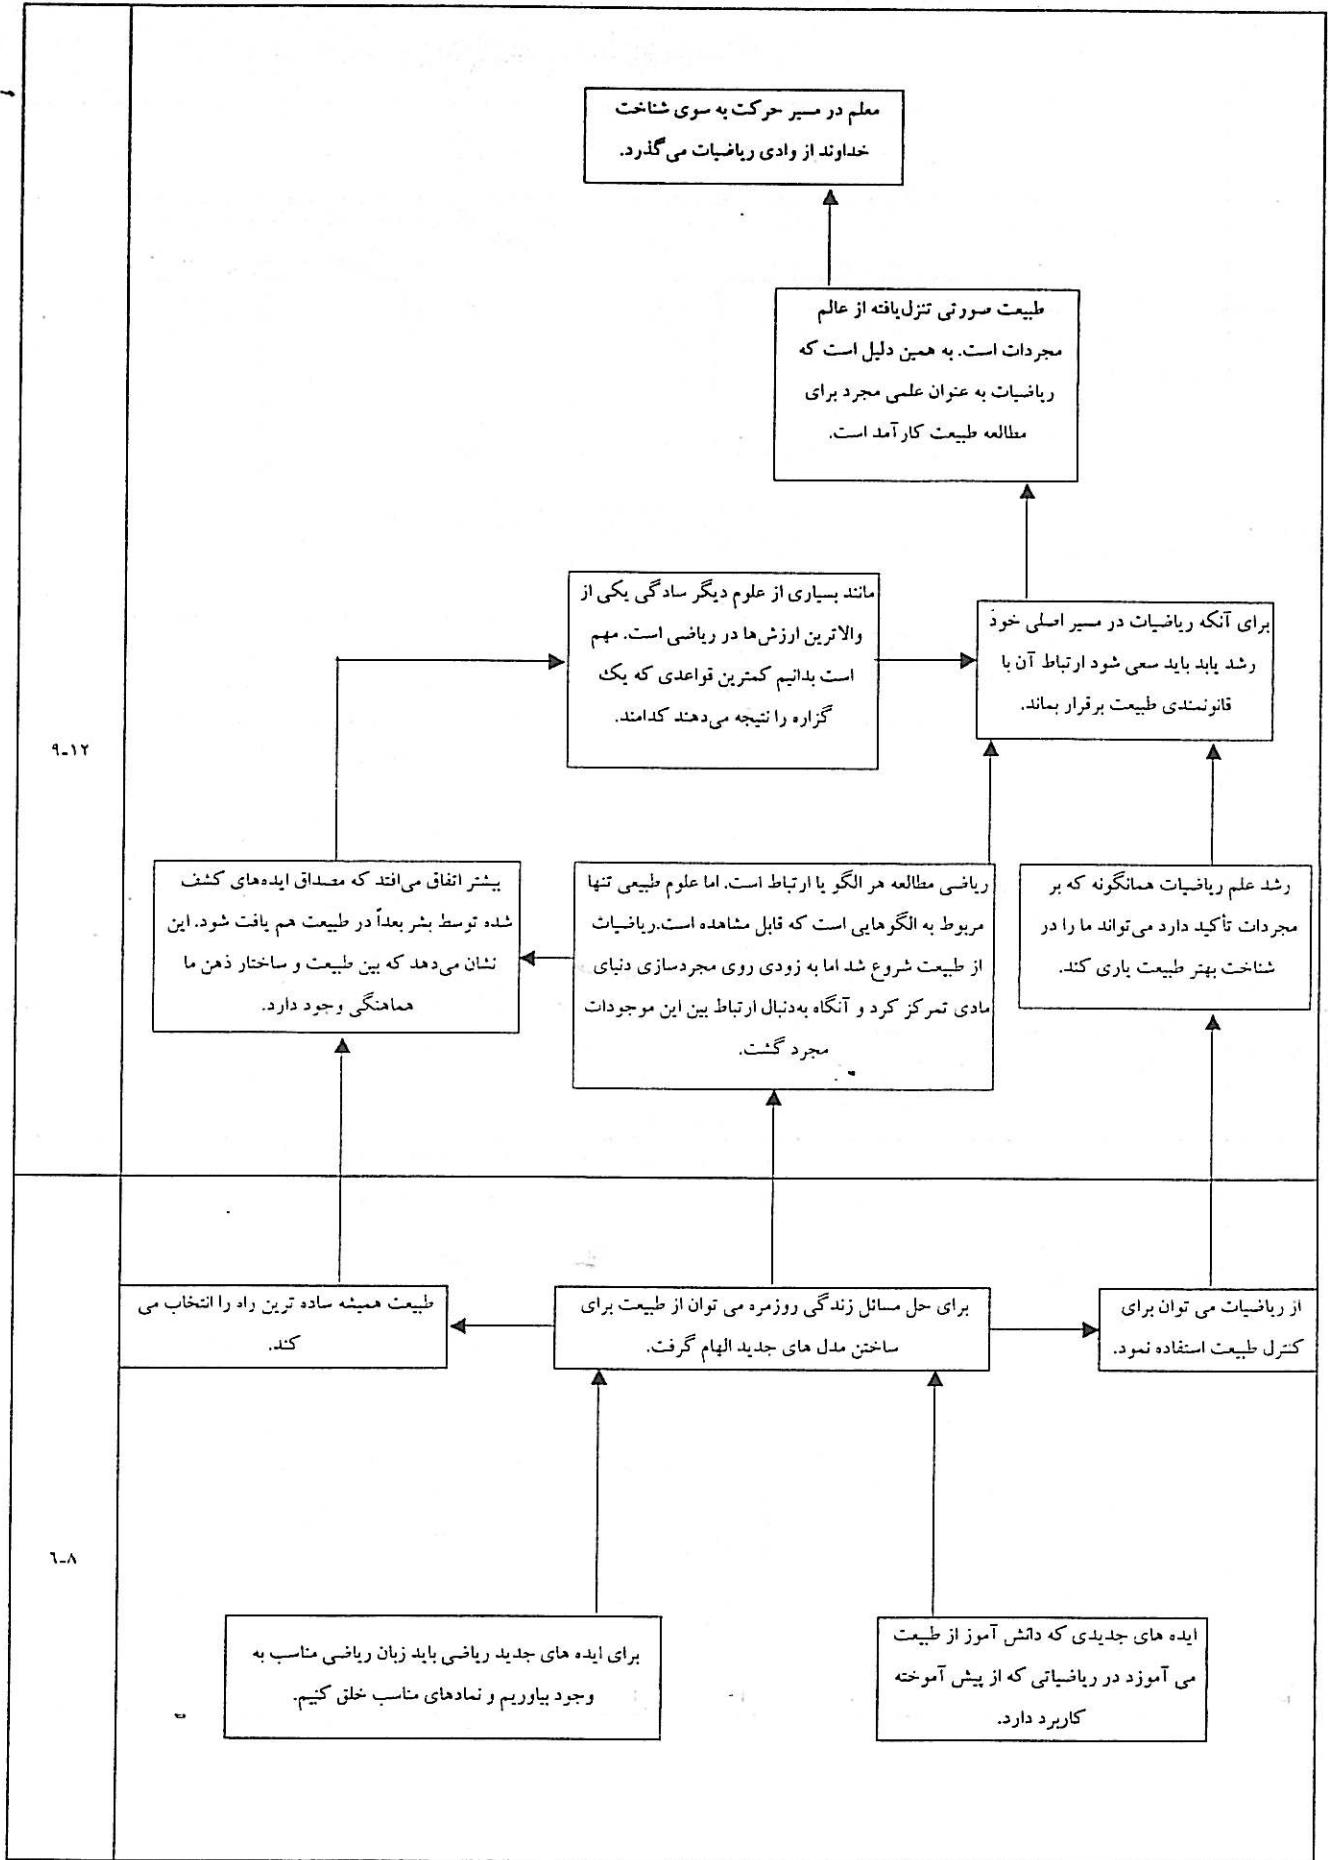 معلم در مسیر حرکت به سوی شناخت
خداوند از وادی ریاضیات می‌گذرد.
طبیعت صورتی تنزل‌یافته از عالم
مجردات است. به همین دلیل است که
ریاضیات به عنوان علمی مجرد برای
مطالعه طبیعت کارآمد است.
برای آنکه ریاضیات در مسیر اصلی خود
رشد یابد باید سعی شود ارتباط آن با
قانونمندی طبیعت برقرار بماند.
مانند بسیاری از علوم دیگر سادگی یکی از
والاترین ارزش‌ها در ریاضی است. مهم
است بدانیم کمترین قواعدی که یک
گزاره را نتیجه می‌دهند کدامند.
۹-۱۲
رشد علم ریاضیات همانگونه که بر
مجردات تأکید دارد می‌تواند ما را در
شناخت بهتر طبیعت یاری کند.
ریاضی مطالعه هر الگو یا ارتباط است. اما علوم طبیعی تنها
مربوط به الگوهایی است که قابل مشاهده است.ریاضیات
از طبیعت شروع شد اما به زودی روی مجردسازی دنیای
مادی تمرکز کرد و آنگاه به‌دنبال ارتباط بین این موجودات
مجرد گشت.
بیشتر اتفاق می‌افتد که مصداق ایده‌های کشف
شده توسط بشر بعداً در طبیعت هم یافت شود. این
نشان می‌دهد که بین طبیعت و ساختار ذهن ما
هماهنگی وجود دارد.
از ریاضیات می توان برای
کنترل طبیعت استفاده نمود.
برای حل مسائل زندگی روزمره می توان از طبیعت برای
ساختن مدل های جدید الهام گرفت.
طبیعت همیشه ساده ترین راه را انتخاب می
کند.
۶-۸
ایده های جدیدی که دانش آموز از طبیعت
می آموزد در ریاضیاتی که از پیش آموخته
کاربرد دارد.
برای ایده های جدید ریاضی باید زبان ریاضی مناسب به
وجود بیاوریم و نمادهای مناسب خلق کنیم.